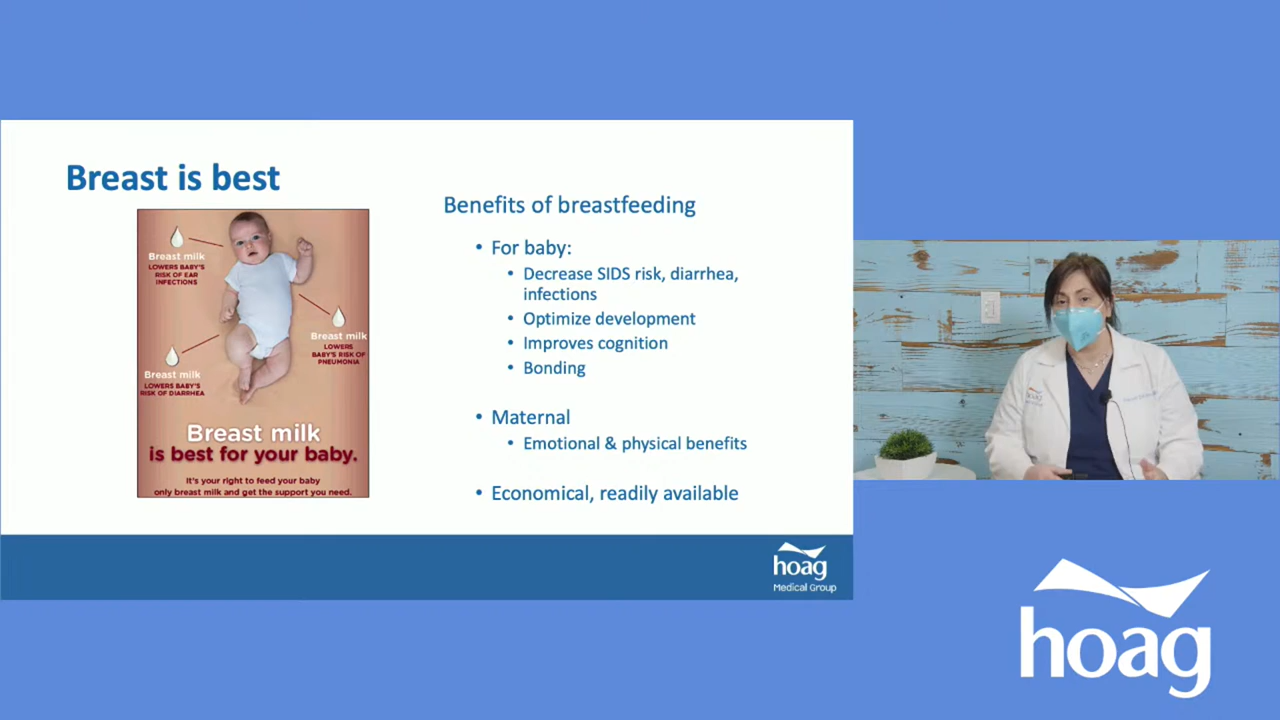 Breast is best
Breast milk
LOWERS BABY'S
RISK OF EAR
INFECTIONS
Breast milk
LOWERS
BABY'S RISK OF
PNEUMONIA
Breast milk
LOWERS BABY'S
RISK OF DIARRHEA
Breast milk
is best for your baby.
It's your right to feed your baby
only breast milk and get the support you need.
Benefits of breastfeeding
• For baby:
• Decrease SIDS risk, diarrhea,
infections
• Optimize development
• Improves cognition
• Bonding
• Maternal
• Emotional & physical benefits
• Economical, readily available
hoag
Medical Group
hoag
hoag